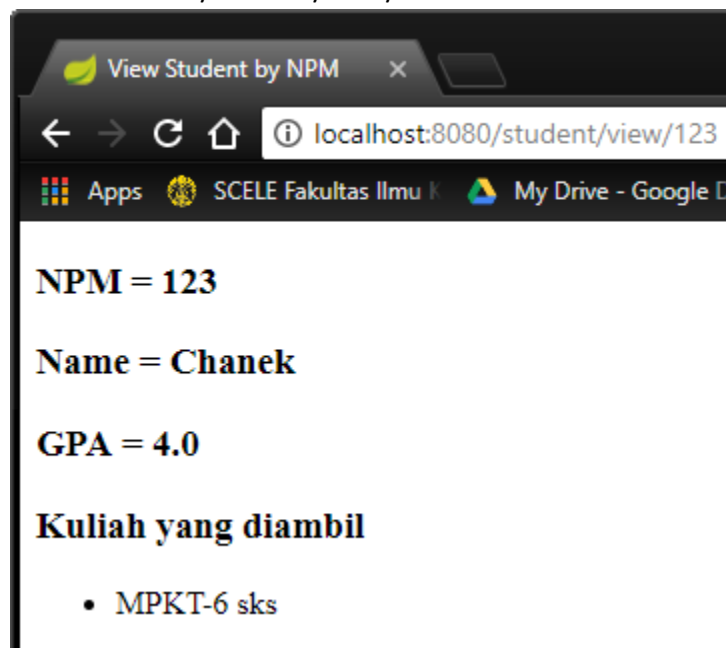 View Student by NPM
localhost:8080/student/view/123
Apps SCELE Fakultas Ilmu My Drive - Google
NPM = 123
Name = Chanek
GPA = 4.0
Kuliah yang diambil
• MPKT-6 sks